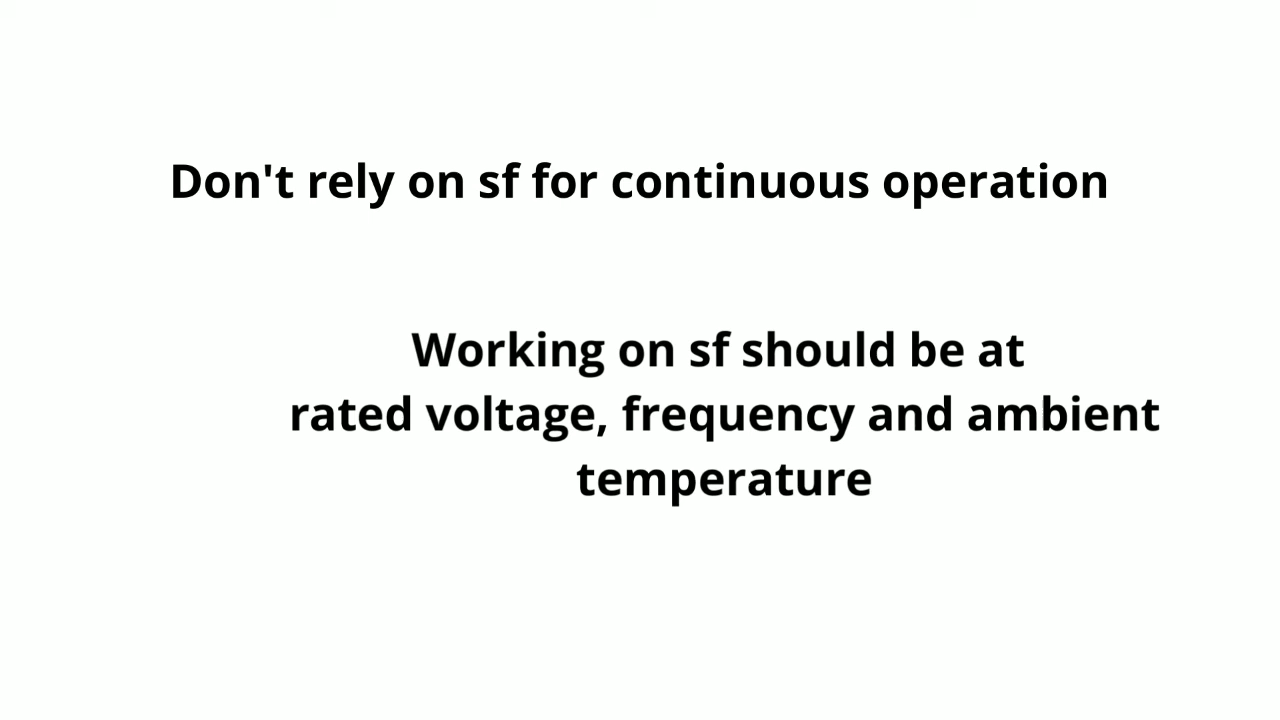 Don't rely on sf for continuous operation
Working on sf should be at
rated voltage, frequency and ambient
temperature